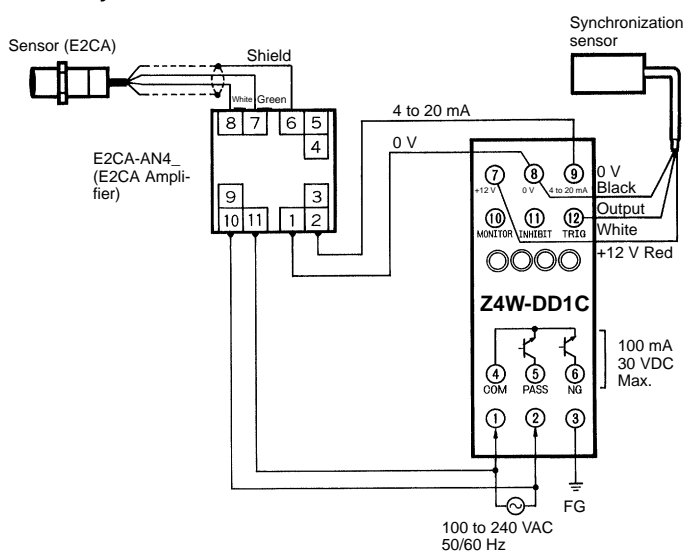 Synchronization
sensor
Sensor (E2CA)
Shield
White Green
8 7 6 5
4
4 to 20 mA
0 V
E2CA-AN4_
(E2CA Ampli-
fier)
9 3
10 11 1 2
7 8 9
+12 V 0 V 4 to 20 mA
0 V
Black
Output
White
+12 V Red
10 11 12
MONITOR INHIBIT TRIG
Z4W-DD1C
100 mA
30 VDC
Max.
4 5 6
COM PASS NG
1 2 3
FG
100 to 240 VAC
50/60 Hz